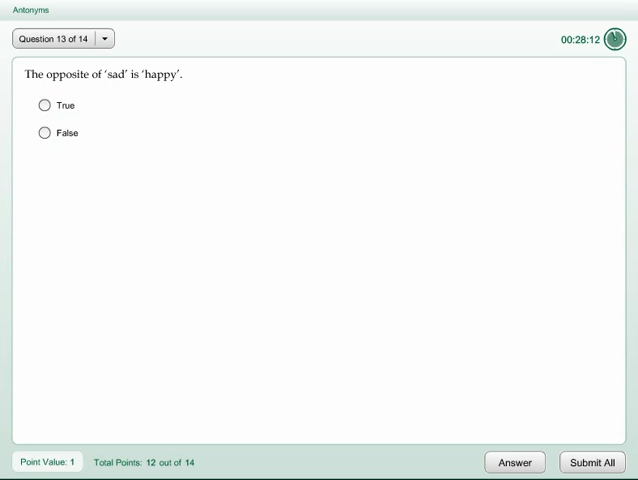 Antonyms
Question 13 of 14
00:28:12
The opposite of ‘sad’ is ‘happy’.
True
False
Point Value: 1
Total Points: 12 out of 14
Answer
Submit All